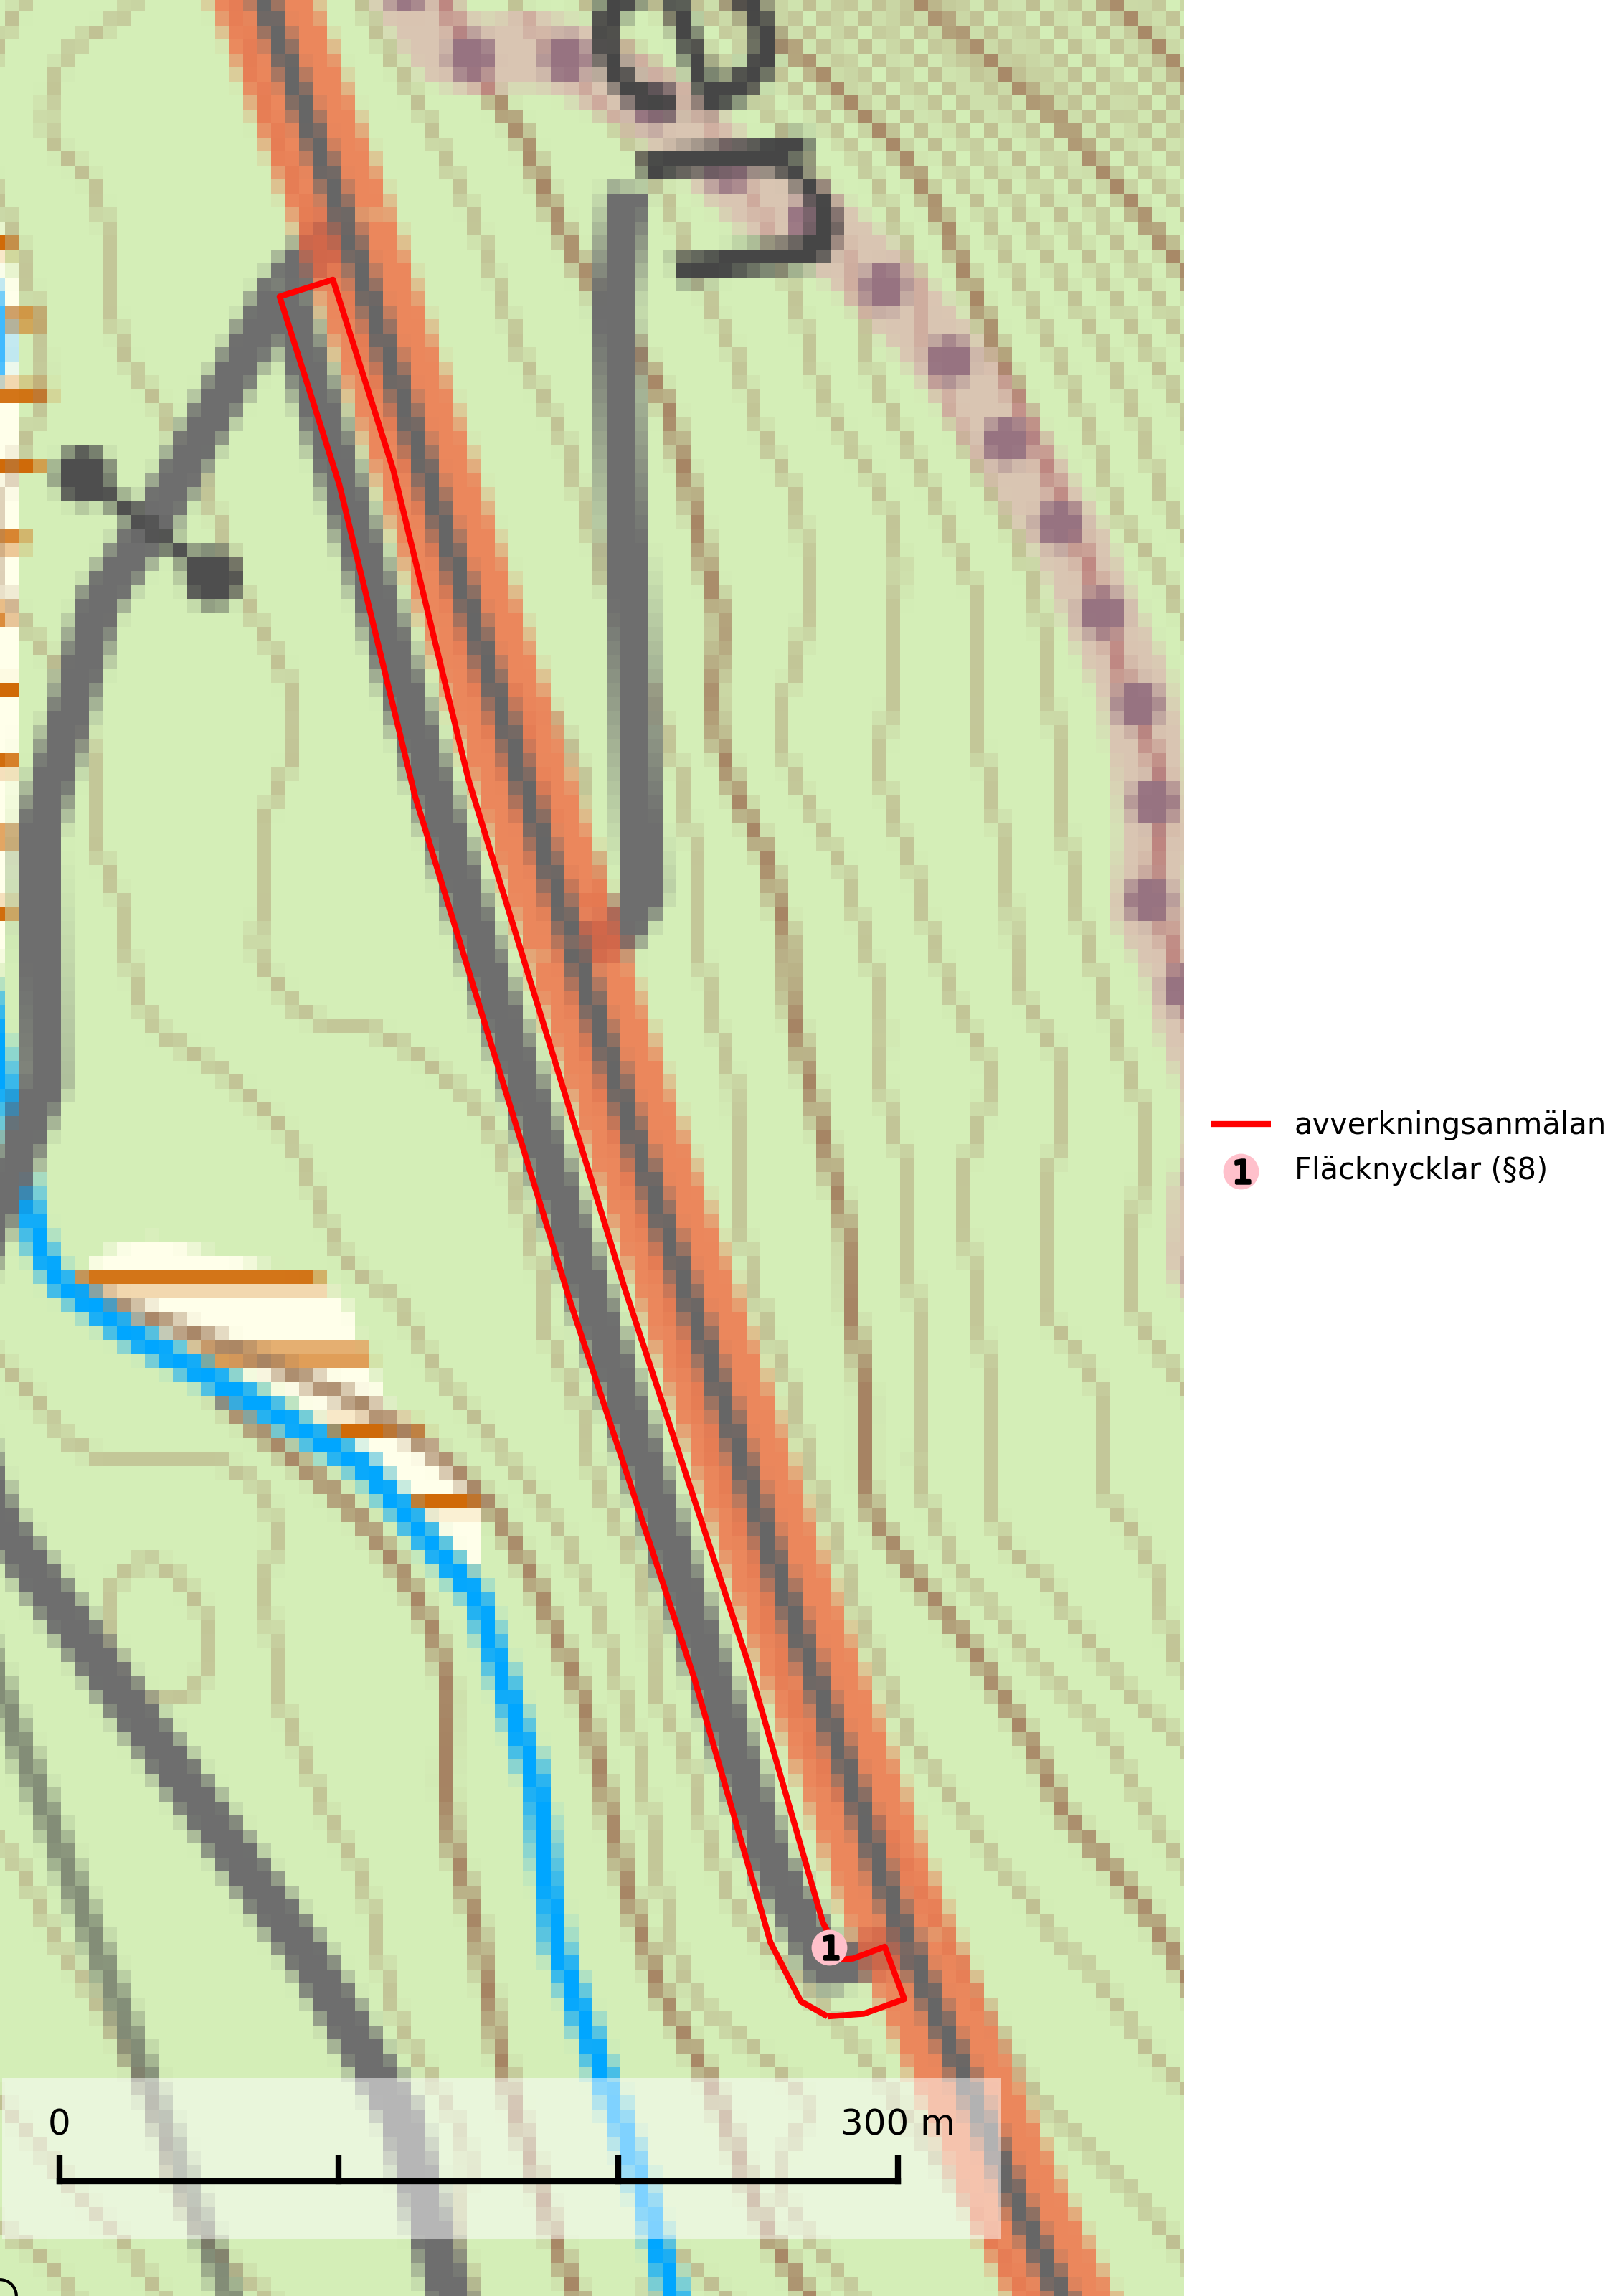 avverkningsanmälan
1 Fläcknycklar (§8)
1
0 300 m